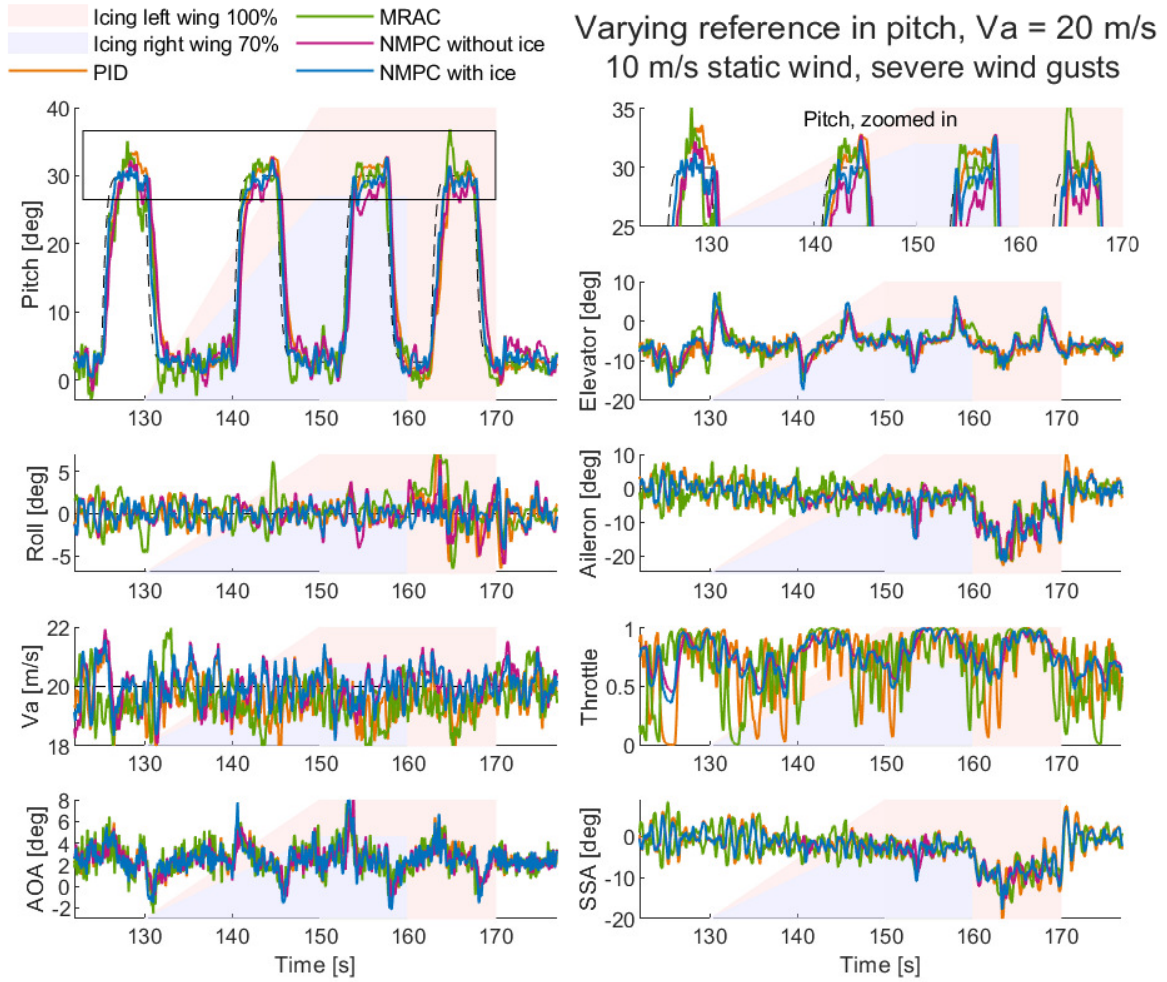 Icing left wing 100%
Icing right wing 70%
PID
MRAC
NMPC without ice
NMPC with ice
Varying reference in pitch, Va = 20 m/s
10 m/s static wind, severe wind gusts
Pitch [deg]
40
30
20
10
0
130 140 150 160 170
Pitch, zoomed in
35
30
25
130 140 150 160 170
Elevator [deg]
10
0
-10
-20
130 140 150 160 170
Roll [deg]
5
0
-5
130 140 150 160 170
Aileron [deg]
10
0
-10
-20
130 140 150 160 170
Va [m/s]
22
20
18
130 140 150 160 170
Throttle
1
0.5
0
130 140 150 160 170
AOA [deg]
8
6
4
2
0
-2
130 140 150 160 170
Time [s]
SSA [deg]
0
-10
-20
130 140 150 160 170
Time [s]